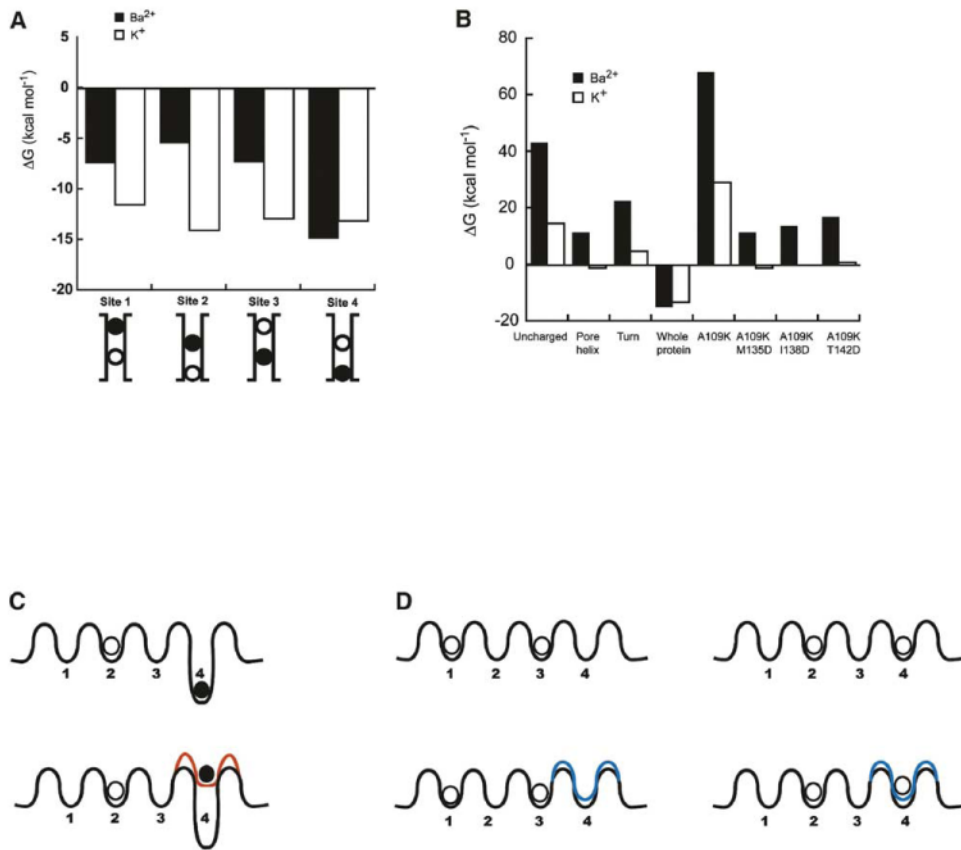 A
Ba2+
K+
5
0
-5
-10
-15
-20
ΔG (kcal mol-1)
Site 1 Site 2 Site 3 Site 4
B
80
60
40
20
0
-20
ΔG (kcal mol-1)
Ba2+
K+
Uncharged Pore helix Turn Whole protein A109K A109K M135D A109K I138D A109K T142D
C
1 2 3 4
1 2 3 4
D
1 2 3 4
1 2 3 4
1 2 3 4
1 2 3 4